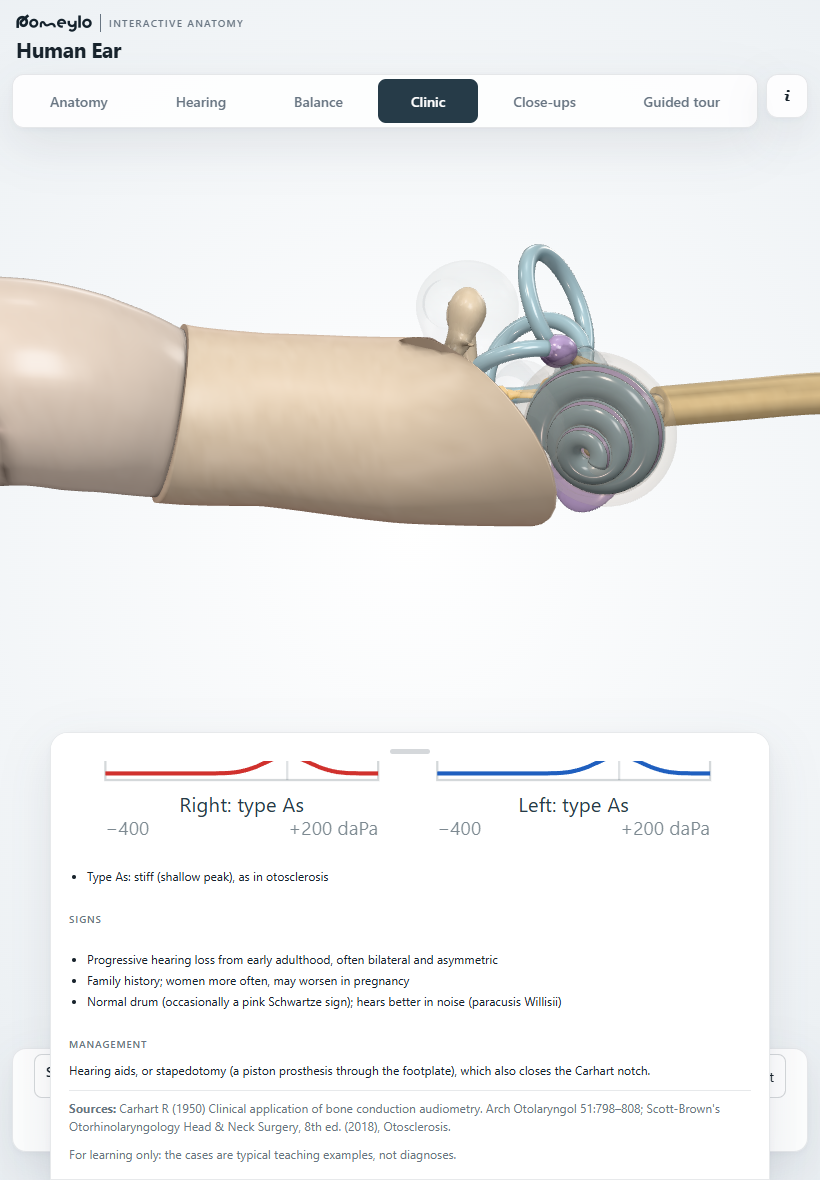 Domeylo | INTERACTIVE ANATOMY
Human Ear
Anatomy Hearing Balance Clinic Close-ups Guided tour i
Right: type As Left: type As
−400 +200 daPa −400 +200 daPa
• Type As: stiff (shallow peak), as in otosclerosis
SIGNS
• Progressive hearing loss from early adulthood, often bilateral and asymmetric
• Family history; women more often, may worsen in pregnancy
• Normal drum (occasionally a pink Schwartze sign); hears better in noise (paracusis Willisii)
MANAGEMENT
Hearing aids, or stapedotomy (a piston prosthesis through the footplate), which also closes the Carhart notch.
Sources: Carhart R (1950) Clinical application of bone conduction audiometry. Arch Otolaryngol 51:798–808; Scott-Brown's
Otorhinolaryngology Head & Neck Surgery, 8th ed. (2018), Otosclerosis.
For learning only: the cases are typical teaching examples, not diagnoses.